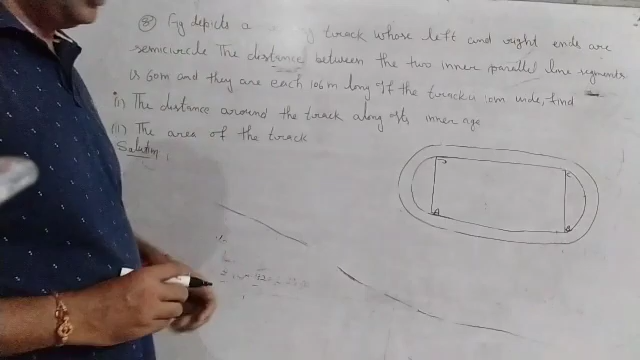 ⑧ Fig depicts a track whose left and right ends are
semicircle The distance between the two inner parallel line segments
is 60m and they are each 106m long If the track is 10m wide, find
(i) The distance around the track along its inner age
(ii) The area of the track
Solution